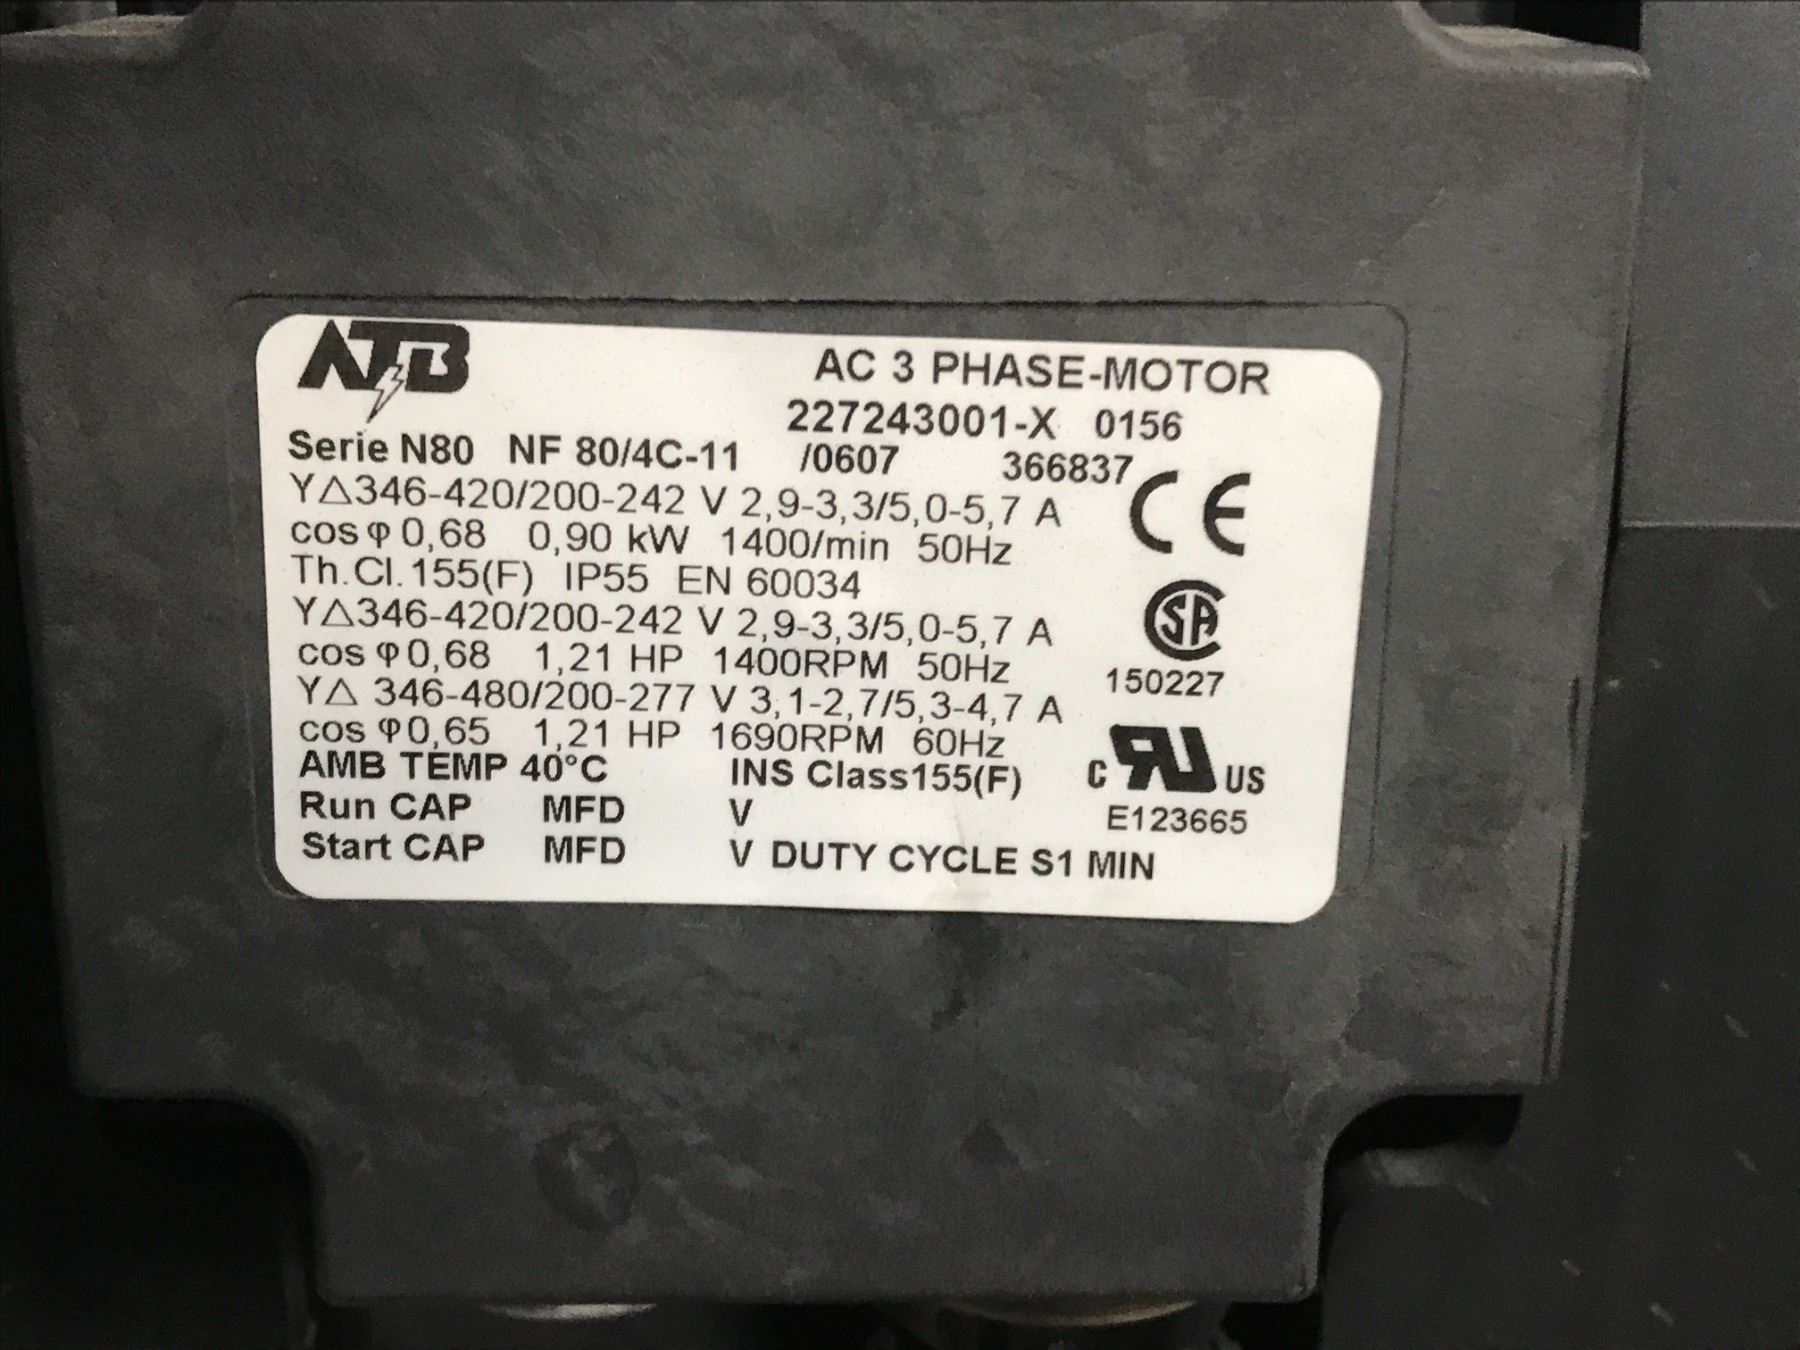 ATB
AC 3 PHASE-MOTOR
227243001-X 0156
Serie N80 NF 80/4C-11 /0607 366837
Y△346-420/200-242 V 2,9-3,3/5,0-5,7 A
cos φ 0,68 0,90 kW 1400/min 50Hz
Th.Cl.155(F) IP55 EN 60034
Y△346-420/200-242 V 2,9-3,3/5,0-5,7 A
cos φ 0,68 1,21 HP 1400RPM 50Hz
Y△ 346-480/200-277 V 3,1-2,7/5,3-4,7 A
cos φ 0,65 1,21 HP 1690RPM 60Hz
AMB TEMP 40°C INS Class155(F)
Run CAP MFD V
Start CAP MFD V DUTY CYCLE S1 MIN
CE
SA
150227
C RU US
E123665